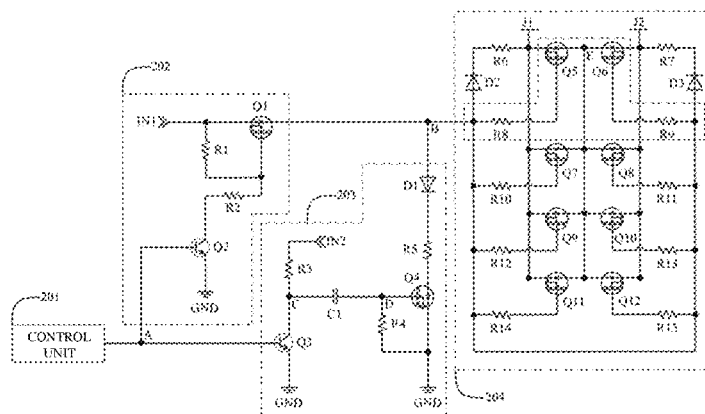 J1
J2
202
R6
Q5
E
Q6
R7
Q1
D2
D3
IN1
B
R8
R9
R1
203
D1
Q7
Q8
R2
R10
R11
IN2
R5
Q2
R3
Q9
Q10
Q4
R12
R13
201
GND
C
C1
D
Q11
Q12
R4
CONTROL
UNIT
A
Q3
R14
R15
GND
GND
204